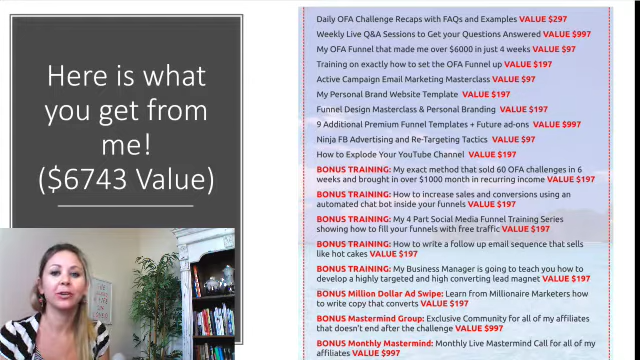 Here is what
you get from
me!
($6743 Value)
Daily OFA Challenge Recaps with FAQs and Examples VALUE $297
Weekly Live Q&A Sessions to Get your Questions Answered VALUE $997
My OFA Funnel that made me over $6000 in just 4 weeks VALUE $97
Training on exactly how to set the OFA Funnel up VALUE $197
Active Campaign Email Marketing Masterclass VALUE $97
My Personal Brand Website Template VALUE $197
Funnel Design Masterclass & Personal Branding VALUE $197
9 Additional Premium Funnel Templates + Future ad-ons VALUE $997
Ninja FB Advertising and Re-Targeting Tactics VALUE $97
How to Explode Your YouTube Channel VALUE $197
BONUS TRAINING: My exact method that sold 60 OFA challenges in 6
weeks and brought in over $1000 month in recurring income VALUE $197
BONUS TRAINING: How to increase sales and conversions using an
automated chat bot inside your funnels VALUE $197
BONUS TRAINING: My 4 Part Social Media Funnel Training Series
showing how to fill your funnels with free traffic VALUE $197
BONUS TRAINING: How to write a follow up email sequence that sells
like hot cakes VALUE $197
BONUS TRAINING: My Business Manager is going to teach you how to
develop a highly targeted and high converting lead magnet VALUE $197
BONUS Million Dollar Ad Swipe: Learn from Millionaire Marketers how
to write copy that converts VALUE $197
BONUS Mastermind Group: Exclusive Community for all of my affiliates
that doesn't end after the challenge VALUE $997
BONUS Monthly Mastermind: Monthly Live Mastermind Call for all of my
affiliates VALUE $997